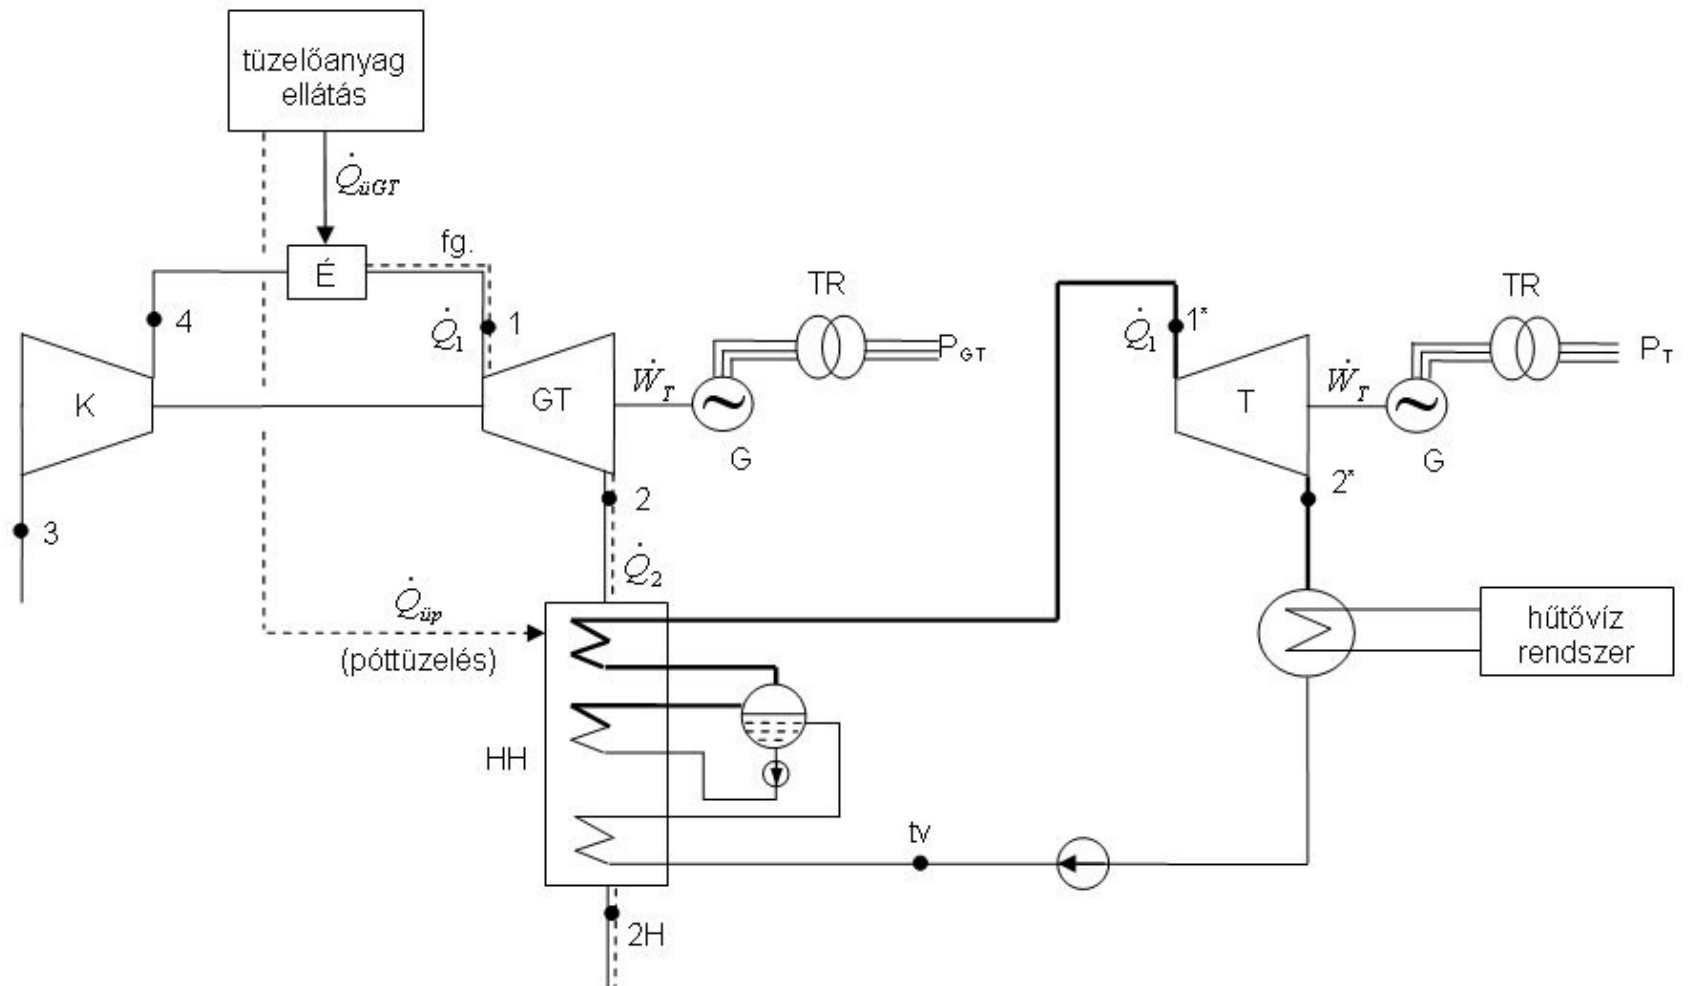 tüzelőanyag
ellátás
Q̇üGT
É
fg.
4
Q̇1
1
K
GT
ẆT
TR
PGT
G
3
2
Q̇2
Q̇üp
(póttüzelés)
HH
2H
tv
Q̇1
1*
T
ẆT
TR
PT
G
2*
hűtővíz
rendszer